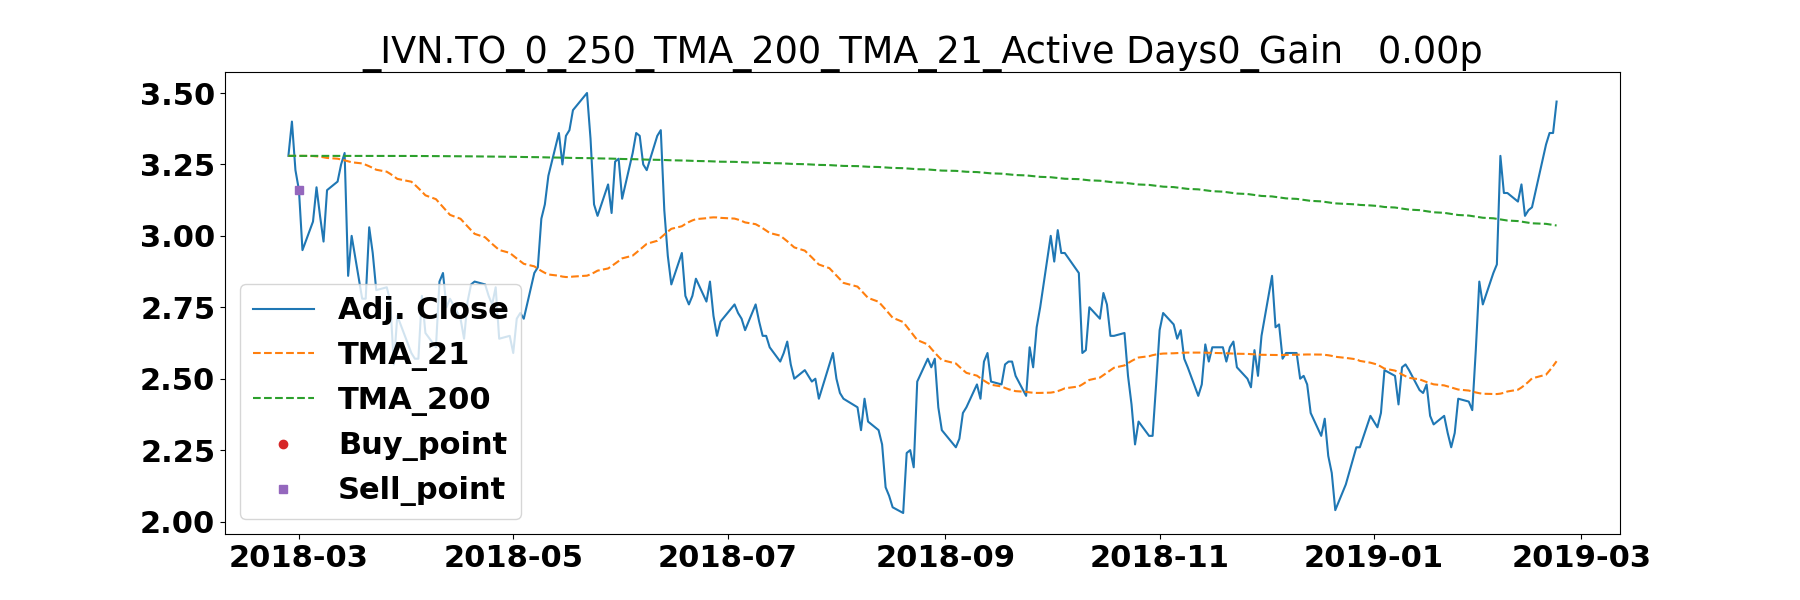 _IVN.TO_0_250_TMA_200_TMA_21_Active Days0_Gain   0.00p
3.50
3.25
3.00
2.75
2.50
2.25
2.00
Adj. Close
TMA_21
TMA_200
Buy_point
Sell_point
2018-03 2018-05 2018-07 2018-09 2018-11 2019-01 2019-03